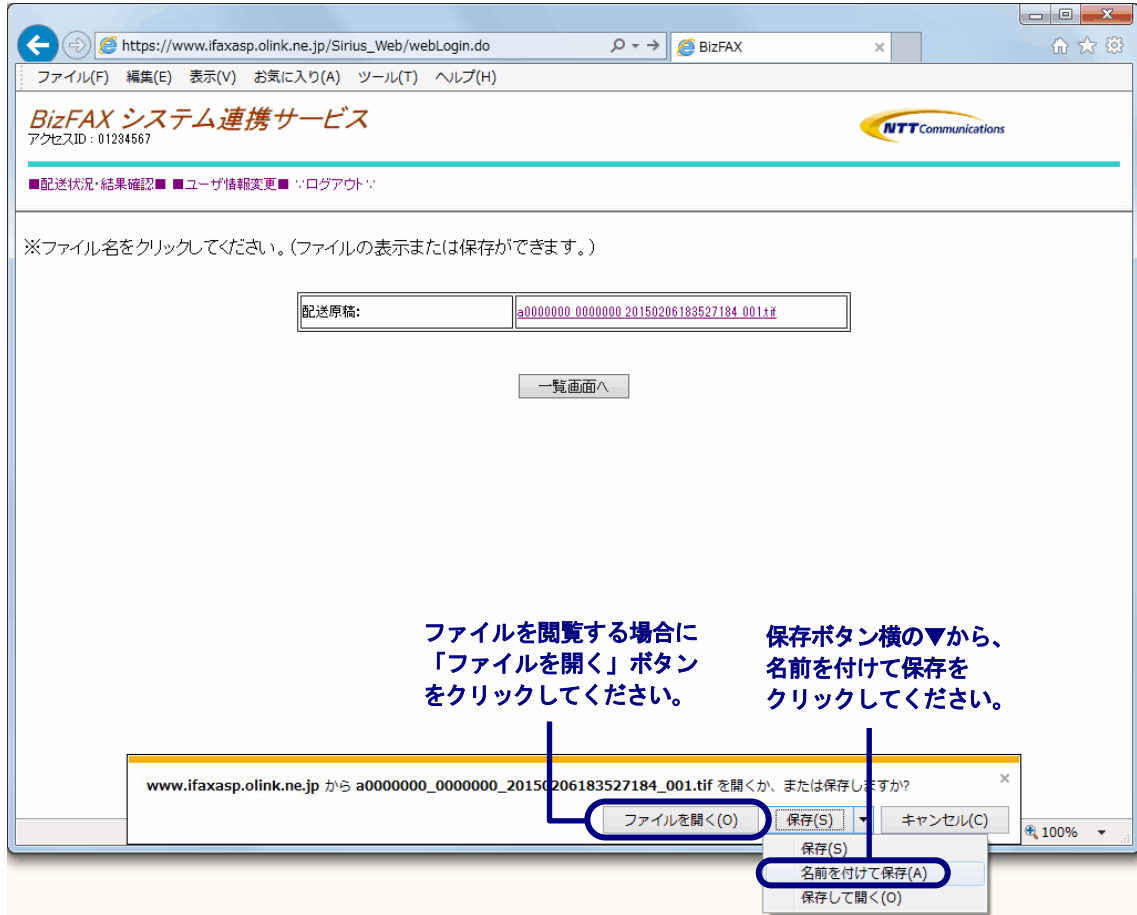 https://www.ifaxasp.olink.ne.jp/Sirius_Web/webLogin.do
BizFAX
ファイル(F) 編集(E) 表示(V) お気に入り(A) ツール(T) ヘルプ(H)
BizFAX システム連携サービス
アクセスID：01234567
NTT Communications
■配送状況・結果確認■ ■ユーザ情報変更■ ∵ログアウト∵
※ファイル名をクリックしてください。(ファイルの表示または保存ができます。)
配送原稿: a0000000_0000000_20150206183527184_001.tif
一覧画面へ
ファイルを閲覧する場合に
「ファイルを開く」ボタン
をクリックしてください。
保存ボタン横の▼から、
名前を付けて保存を
クリックしてください。
www.ifaxasp.olink.ne.jp から a0000000_0000000_20150206183527184_001.tif を開くか、または保存しますか?
ファイルを開く(O) 保存(S) ▼ キャンセル(C)
100%
保存(S)
名前を付けて保存(A)
保存して開く(O)